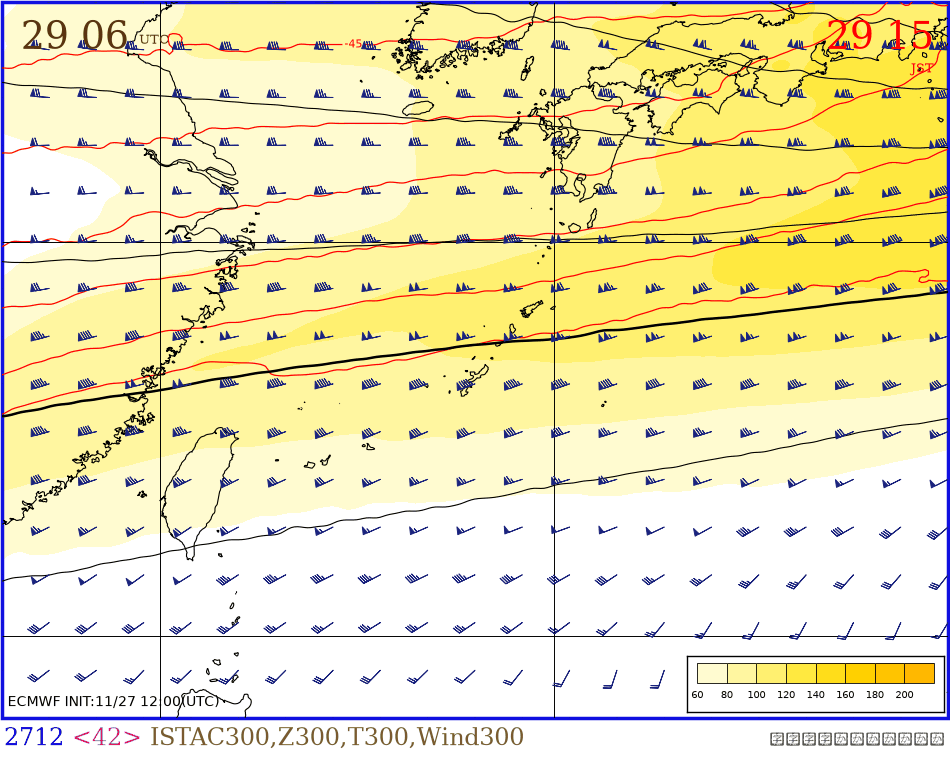 29 06 UTC
29 15
JST
-45
60 80 100 120 140 160 180 200
ECMWF INIT:11/27 12:00(UTC)
2712 <42> ISTAC300,Z300,T300,Wind300